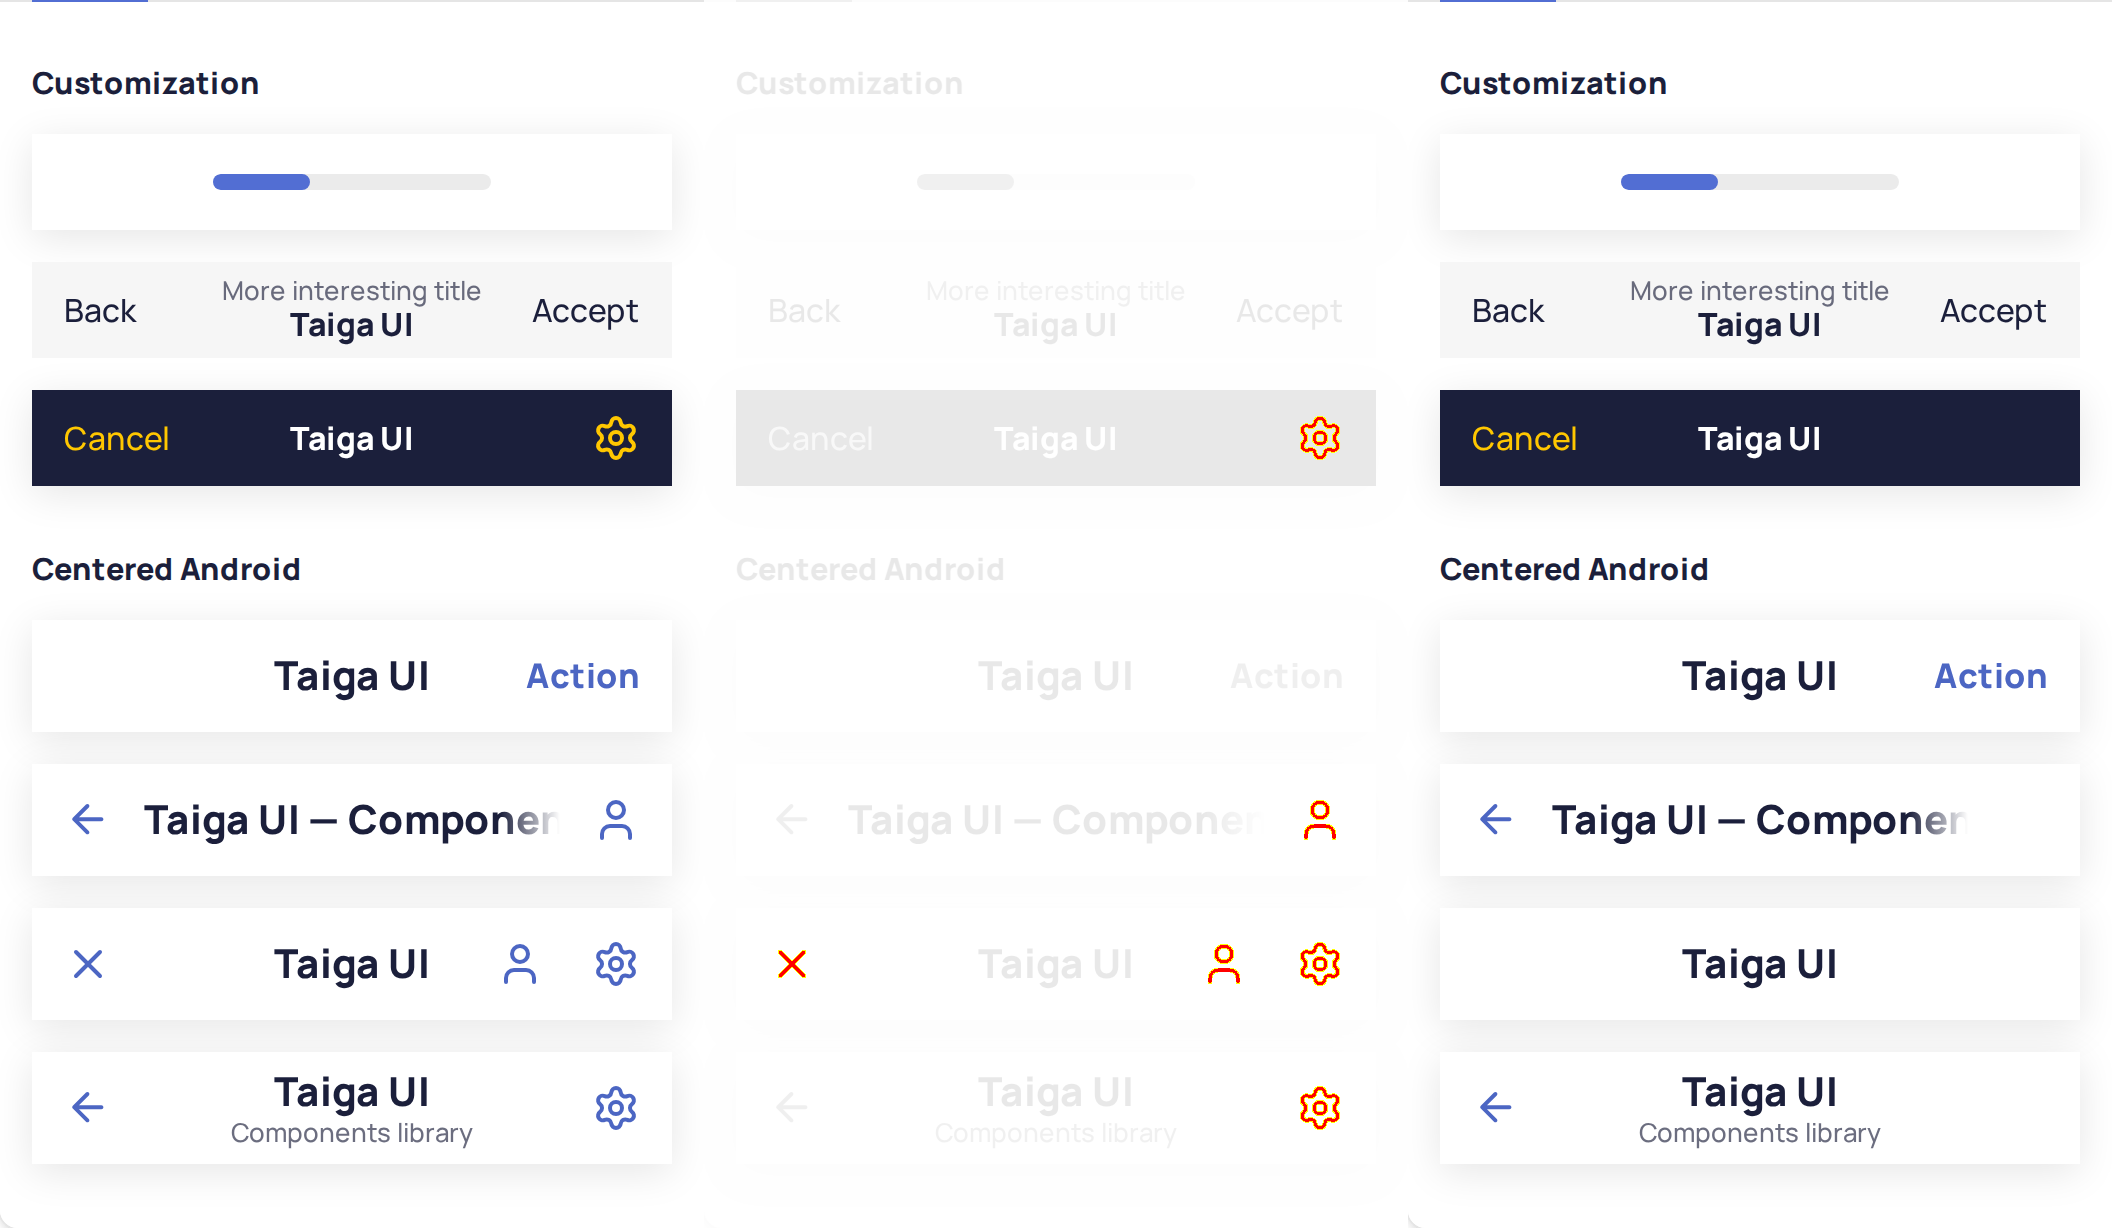 Customization
More interesting title
Back
Taiga UI
Accept
Cancel
Taiga UI
Centered Android
Taiga UI
Action
Taiga UI — Componen
Taiga UI
Taiga UI
Components library
Customization
More interesting title
Back
Taiga UI
Accept
Cancel
Taiga UI
Centered Android
Taiga UI
Action
Taiga UI — Componen
Taiga UI
Taiga UI
Components library
Customization
More interesting title
Back
Taiga UI
Accept
Cancel
Taiga UI
Centered Android
Taiga UI
Action
Taiga UI — Componen
Taiga UI
Taiga UI
Components library